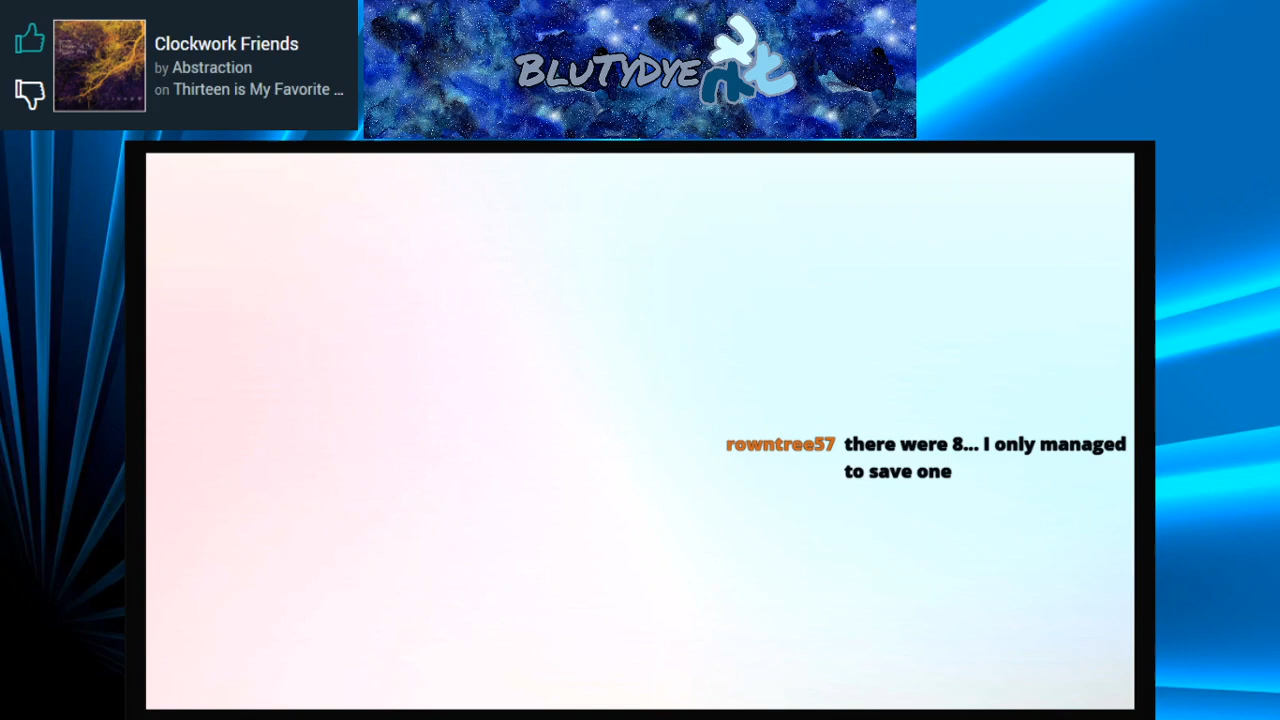 Clockwork Friends
by Abstraction
on Thirteen is My Favorite ...
BluTyDye
rowntree57 there were 8... I only managed
to save one